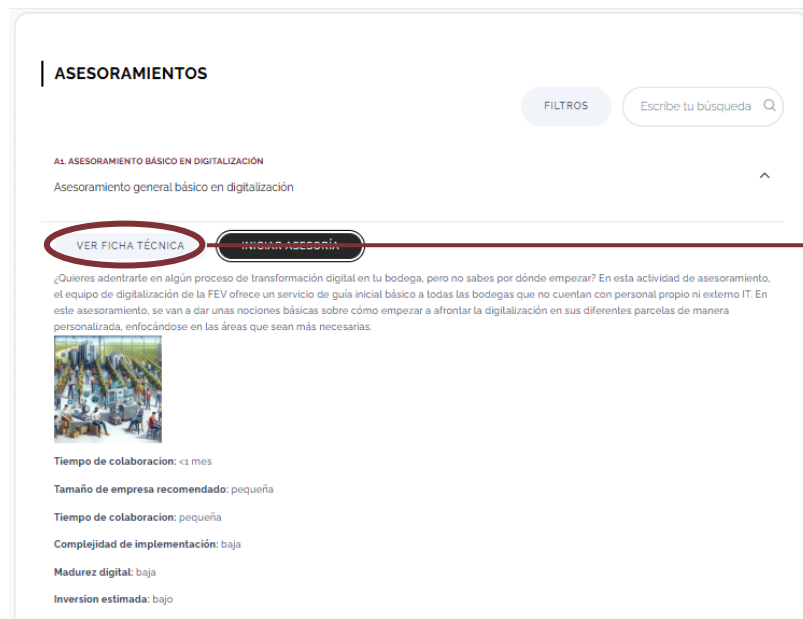 ASESORAMIENTOS
FILTROS
Escribe tu búsqueda
A1. ASESORAMIENTO BÁSICO EN DIGITALIZACIÓN
Asesoramiento general básico en digitalización
VER FICHA TÉCNICA
INICIAR ASESORÍA
¿Quieres adentrarte en algún proceso de transformación digital en tu bodega, pero no sabes por dónde empezar? En esta actividad de asesoramiento,
el equipo de digitalización de la FEV ofrece un servicio de guía inicial básico a todas las bodegas que no cuentan con personal propio ni externo IT. En
este asesoramiento, se van a dar unas nociones básicas sobre cómo empezar a afrontar la digitalización en sus diferentes parcelas de manera
personalizada, enfocándose en las áreas que sean más necesarias.
Tiempo de colaboracion: <1 mes
Tamaño de empresa recomendado: pequeña
Tiempo de colaboracion: pequeña
Complejidad de implementación: baja
Madurez digital: baja
Inversion estimada: bajo